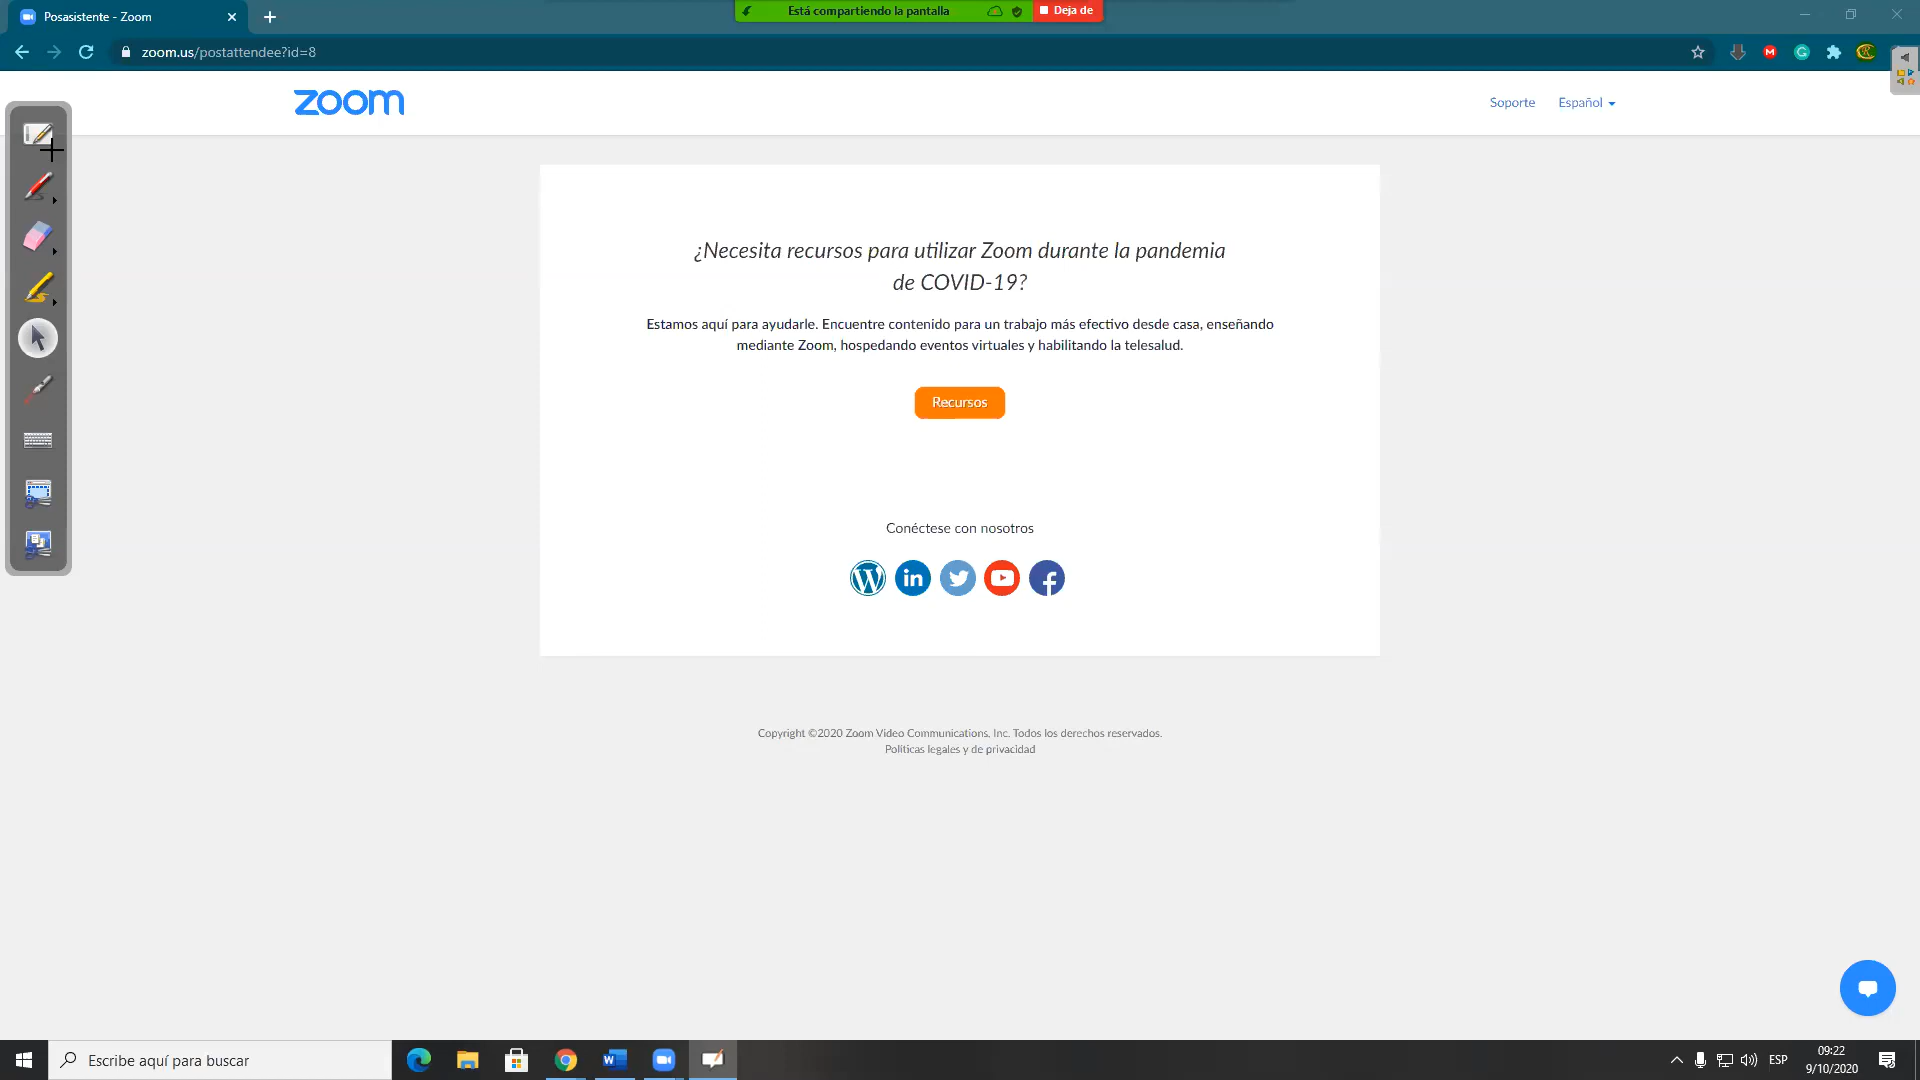 Posasistente - Zoom
Está compartiendo la pantalla
Deja de
zoom.us/postattendee?id=8
zoom
Soporte
Español
¿Necesita recursos para utilizar Zoom durante la pandemia
de COVID-19?
Estamos aquí para ayudarle. Encuentre contenido para un trabajo más efectivo desde casa, enseñando
mediante Zoom, hospedando eventos virtuales y habilitando la telesalud.
Recursos
Conéctese con nosotros
Copyright ©2020 Zoom Video Communications, Inc. Todos los derechos reservados.
Políticas legales y de privacidad
Escribe aquí para buscar
ESP
09:22
9/10/2020